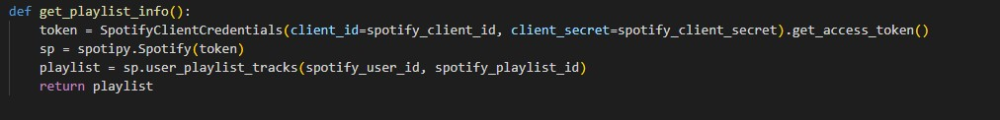 def get_playlist_info():
    token = SpotifyClientCredentials(client_id=spotify_client_id, client_secret=spotify_client_secret).get_access_token()
    sp = spotipy.Spotify(token)
    playlist = sp.user_playlist_tracks(spotify_user_id, spotify_playlist_id)
    return playlist